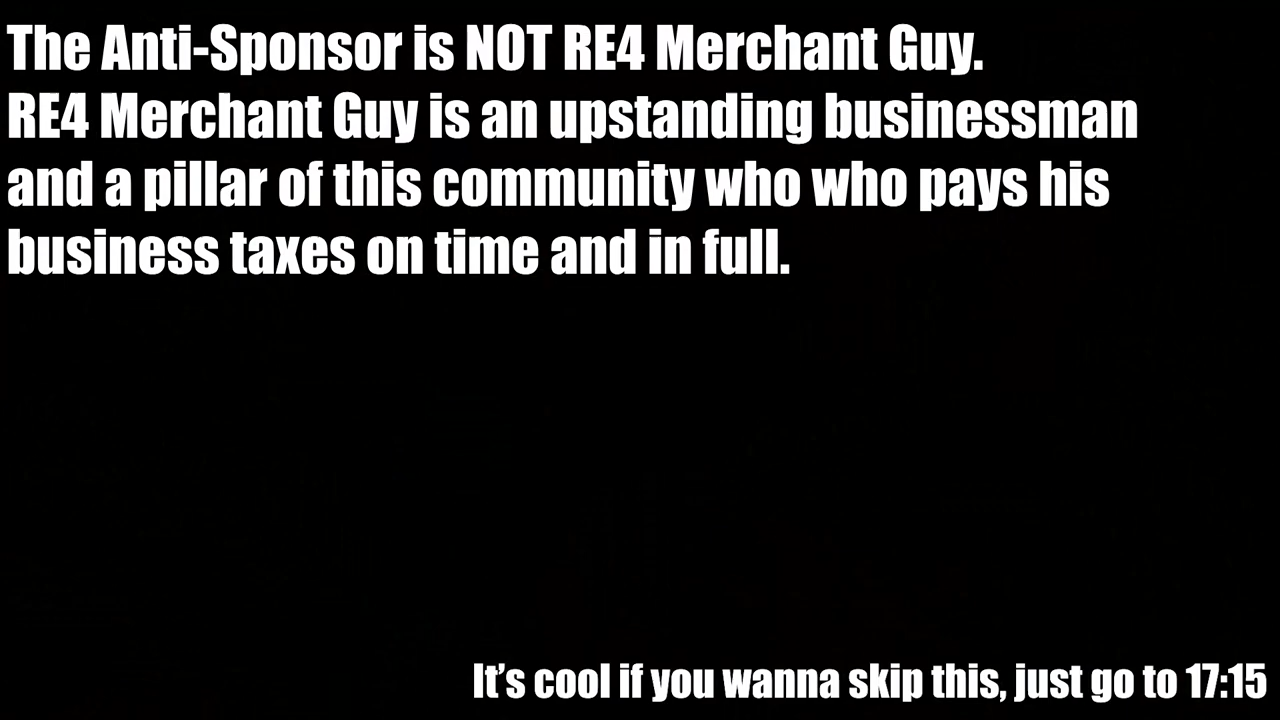 The Anti-Sponsor is NOT RE4 Merchant Guy.
RE4 Merchant Guy is an upstanding businessman
and a pillar of this community who who pays his
business taxes on time and in full.
It’s cool if you wanna skip this, just go to 17:15